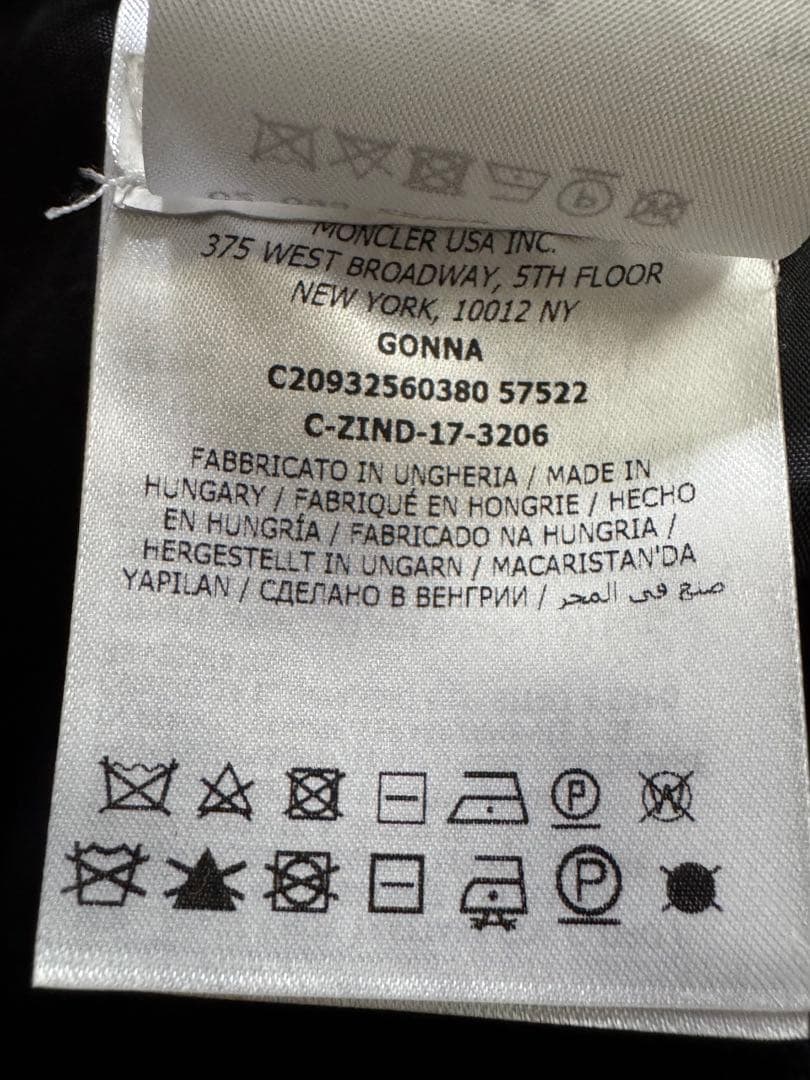 MONCLER USA INC.
375 WEST BROADWAY, 5TH FLOOR
NEW YORK, 10012 NY
GONNA
C20932560380 57522
C-ZIND-17-3206
FABBRICATO IN UNGHERIA / MADE IN
HUNGARY / FABRIQUÉ EN HONGRIE / HECHO
EN HUNGRÍA / FABRICADO NA HUNGRIA /
HERGESTELLT IN UNGARN / MACARISTAN'DA
YAPILAN / СДЕЛАНО В ВЕНГРИИ / صنع في المجر
P W
P